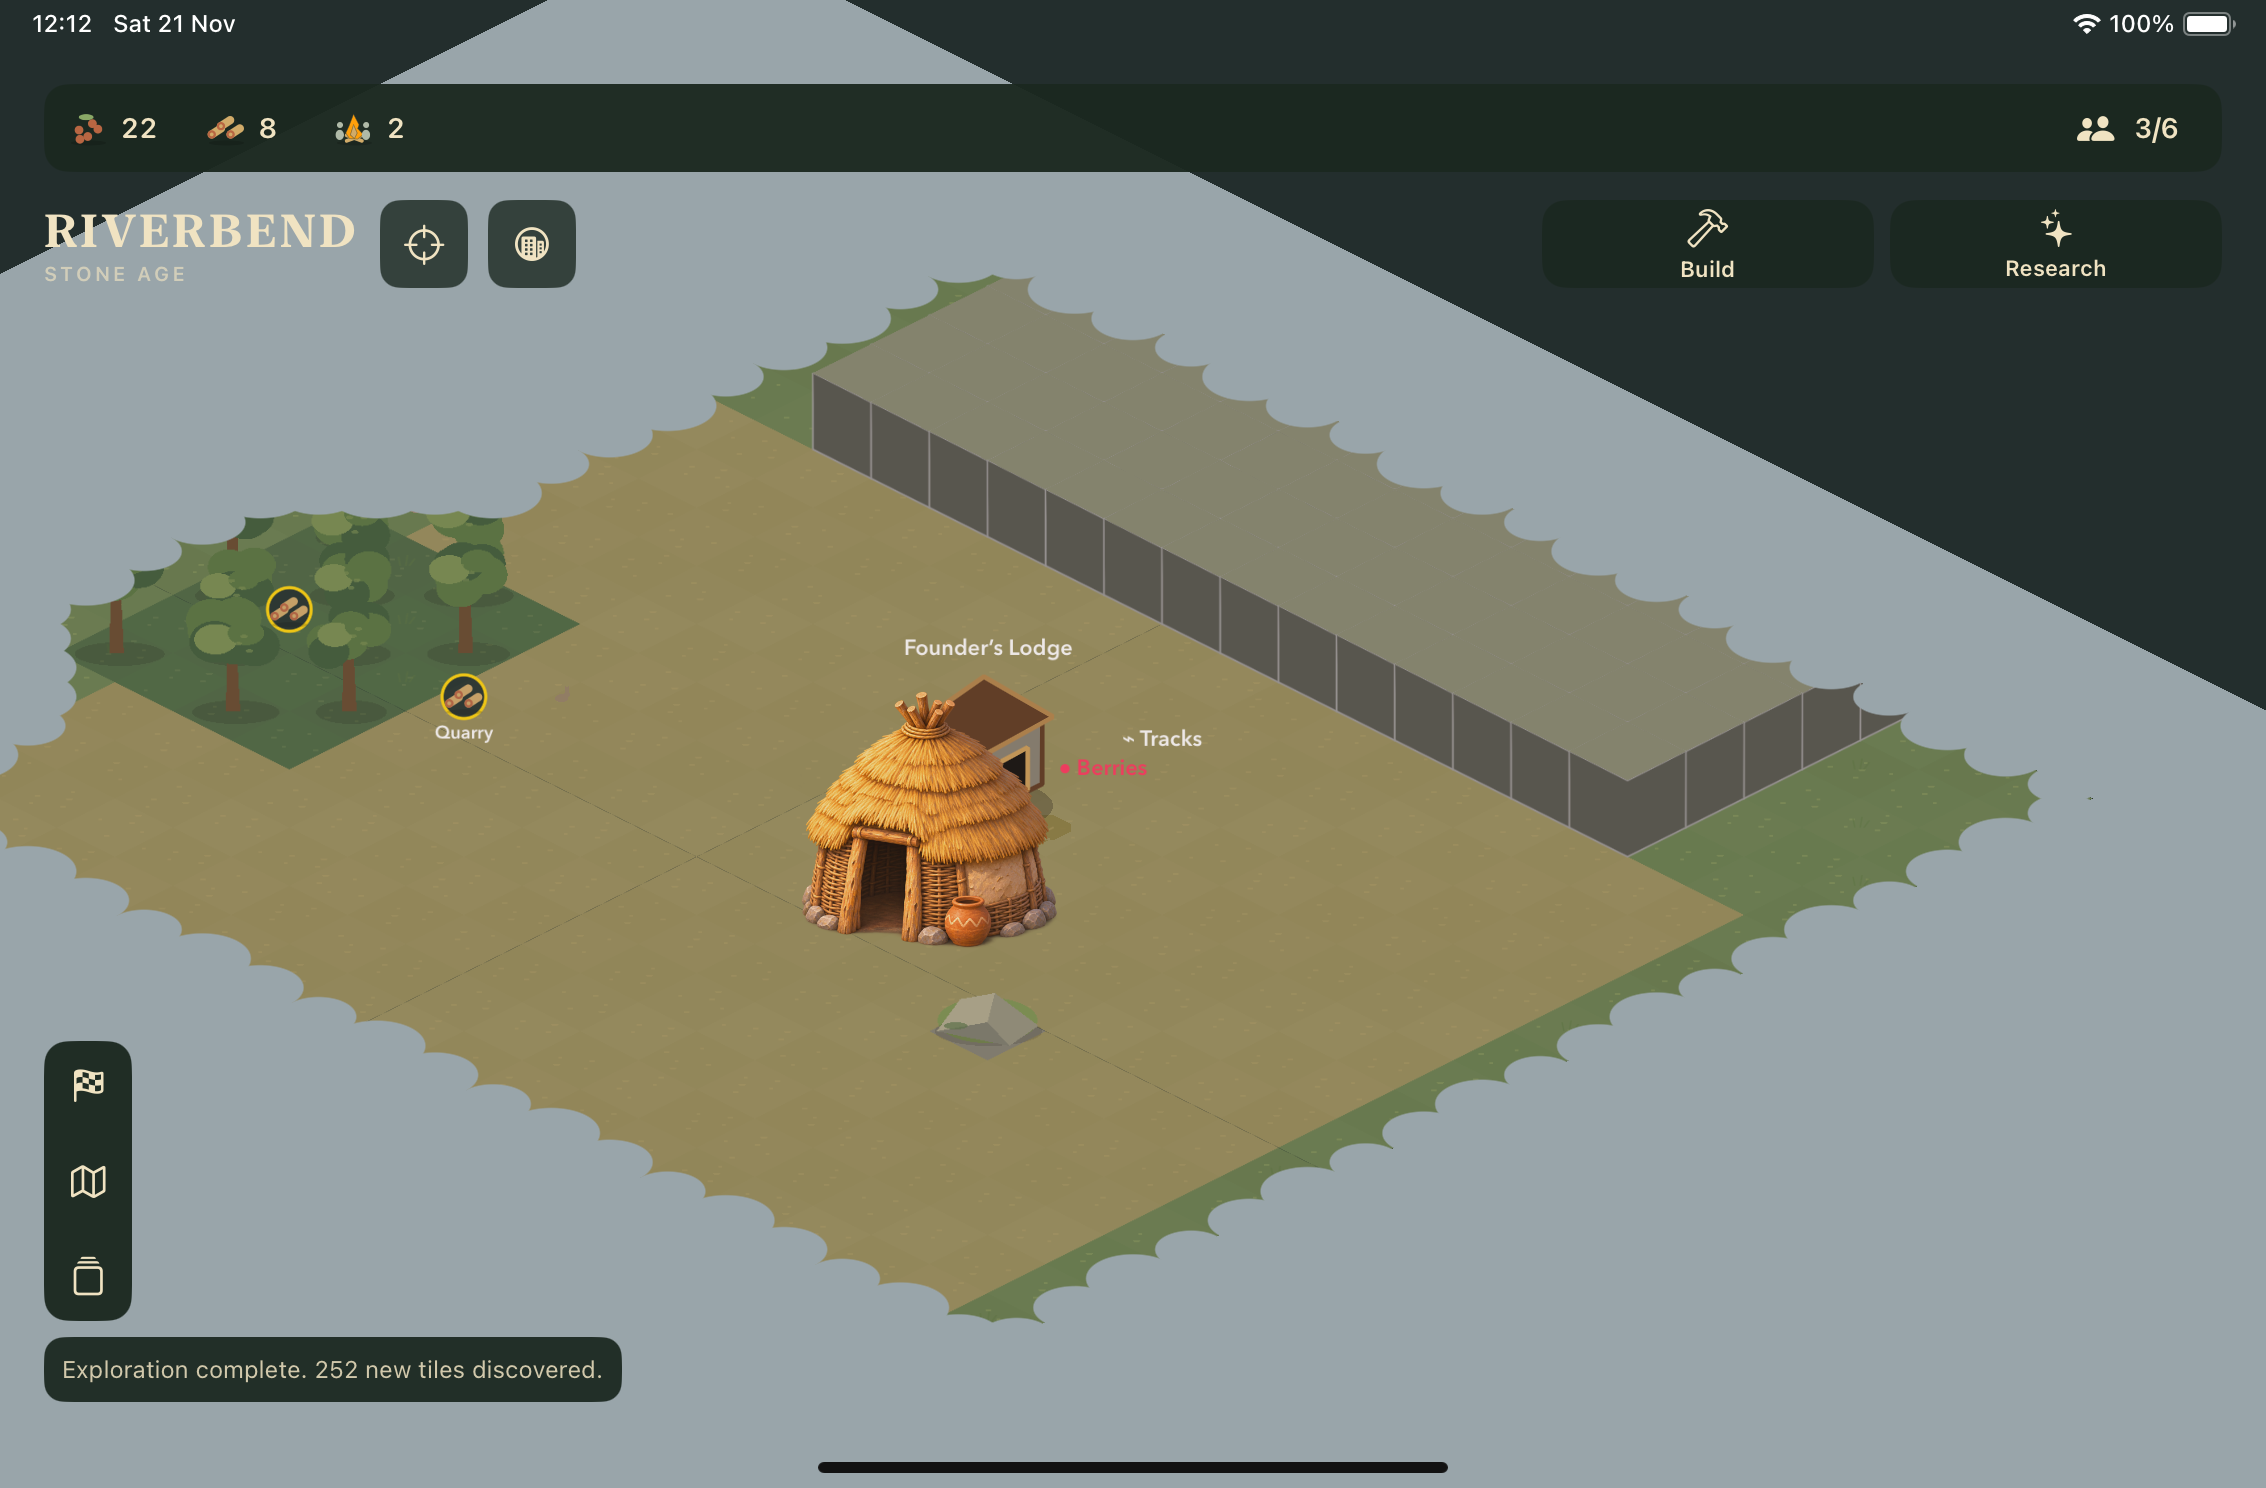 12:12 Sat 21 Nov 100%
22 8 2 3/6
RIVERBEND
STONE AGE
Build
Research
Founder's Lodge
Quarry
Tracks
Berries
Exploration complete. 252 new tiles discovered.